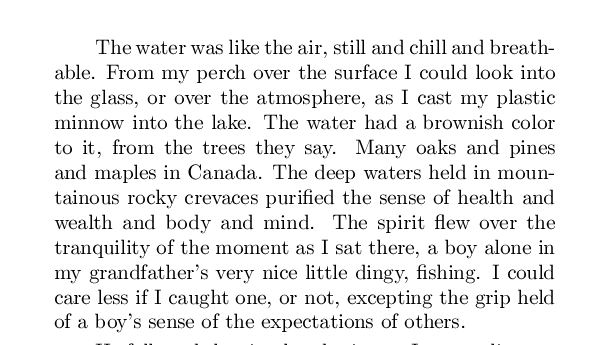 The water was like the air, still and chill and breath-
able. From my perch over the surface I could look into
the glass, or over the atmosphere, as I cast my plastic
minnow into the lake. The water had a brownish color
to it, from the trees they say. Many oaks and pines
and maples in Canada. The deep waters held in moun-
tainous rocky crevaces purified the sense of health and
wealth and body and mind. The spirit flew over the
tranquility of the moment as I sat there, a boy alone in
my grandfather's very nice little dingy, fishing. I could
care less if I caught one, or not, excepting the grip held
of a boy's sense of the expectations of others.